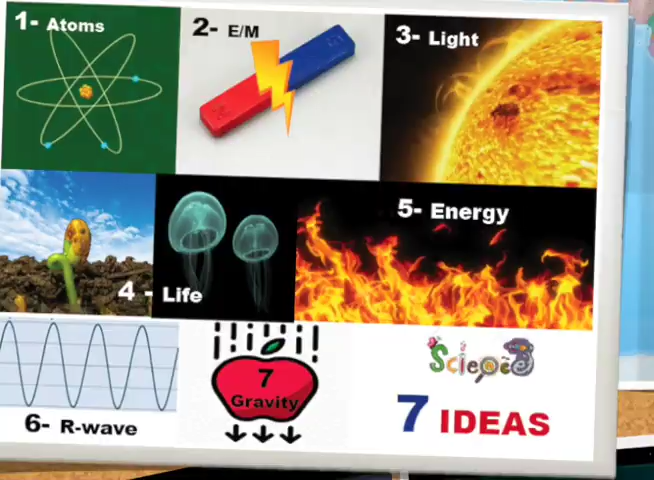 1- Atoms
2- E/M
3- Light
4 - Life
5- Energy
6- R-wave
7
Gravity
Science
7 IDEAS